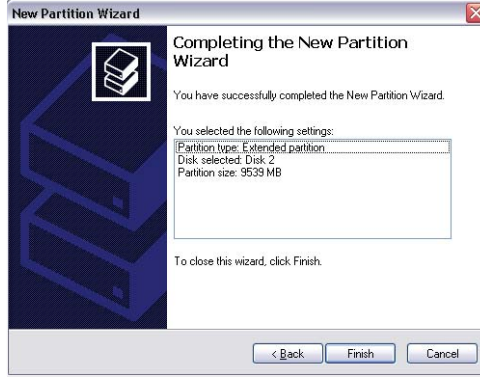 New Partition Wizard
Completing the New Partition
Wizard
You have successfully completed the New Partition Wizard.
You selected the following settings:
Partition type: Extended partition
Disk selected: Disk 2
Partition size: 9539 MB
To close this wizard, click Finish.
< Back
Finish
Cancel